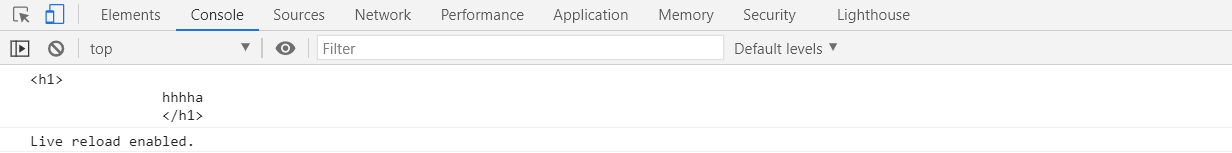 Elements Console Sources Network Performance Application Memory Security Lighthouse
top Filter Default levels
<h1>
hhhha
</h1>
Live reload enabled.